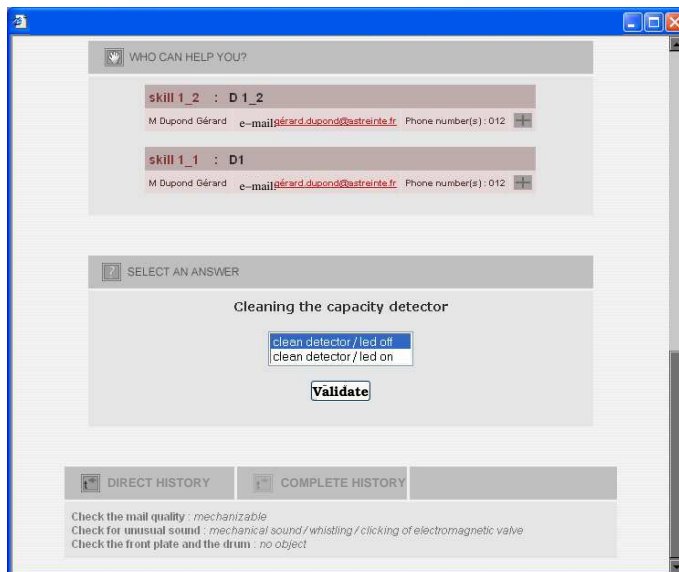 WHO CAN HELP YOU?
skill 1_2 : D 1_2
M Dupond Gérard e-mail:gérard.dupond@astreinte.fr Phone number(s) : 012
skill 1_1 : D1
M Dupond Gérard e-mail:gérard.dupond@astreinte.fr Phone number(s) : 012
SELECT AN ANSWER
Cleaning the capacity detector
clean detector / led off
clean detector / led on
Validate
DIRECT HISTORY COMPLETE HISTORY
Check the mail quality : mechanizable
Check for unusual sound : mechanical sound / whistling / clicking of electromagnetic valve
Check the front plate and the drum : no object